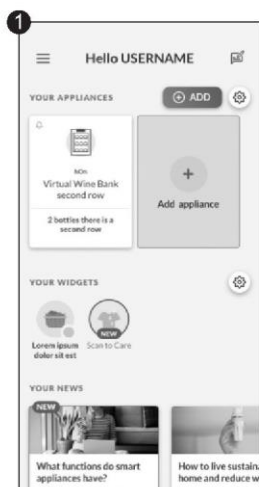 1
Hello USERNAME
YOUR APPLIANCES
ADD
Virtual Wine Bank
second row
2 bottles there is a
second row
Add appliance
YOUR WIDGETS
NEW
Lorem ipsum
dolor sit est
Scan to Care
YOUR NEWS
NEW
What functions do smart
appliances have?
How to live sustaina
home and reduce w